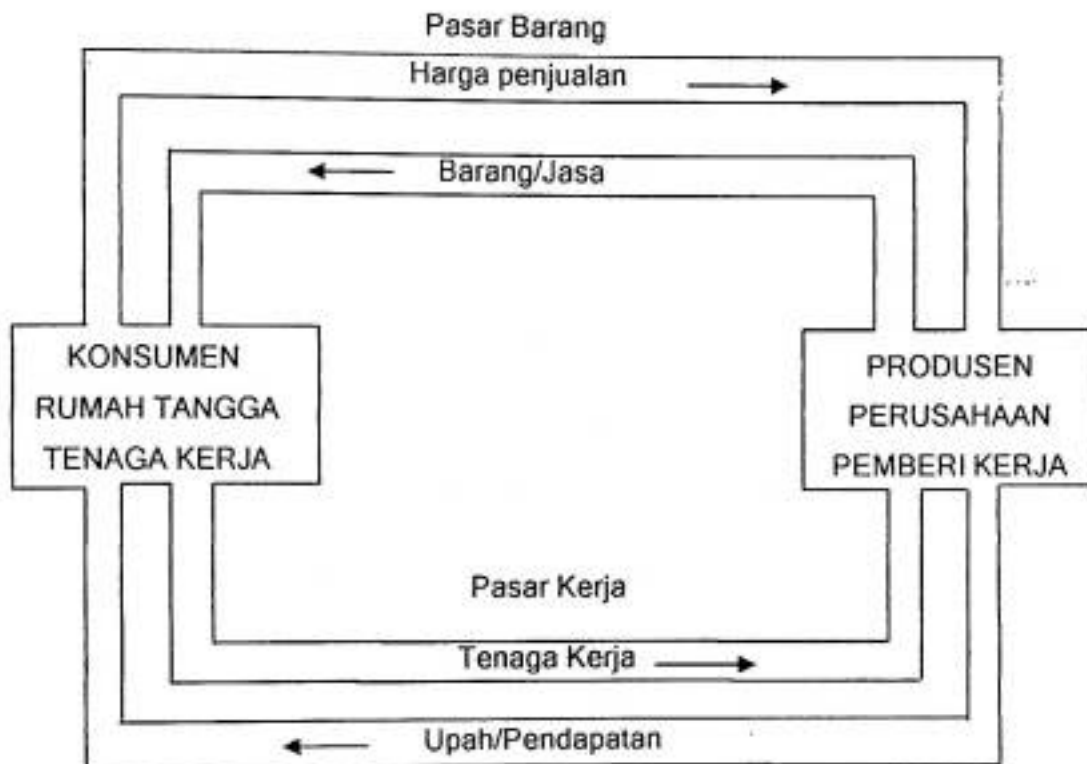 Pasar Barang
Harga penjualan
Barang/Jasa
KONSUMEN
RUMAH TANGGA
TENAGA KERJA
PRODUSEN
PERUSAHAAN
PEMBERI KERJA
Pasar Kerja
Tenaga Kerja
Upah/Pendapatan